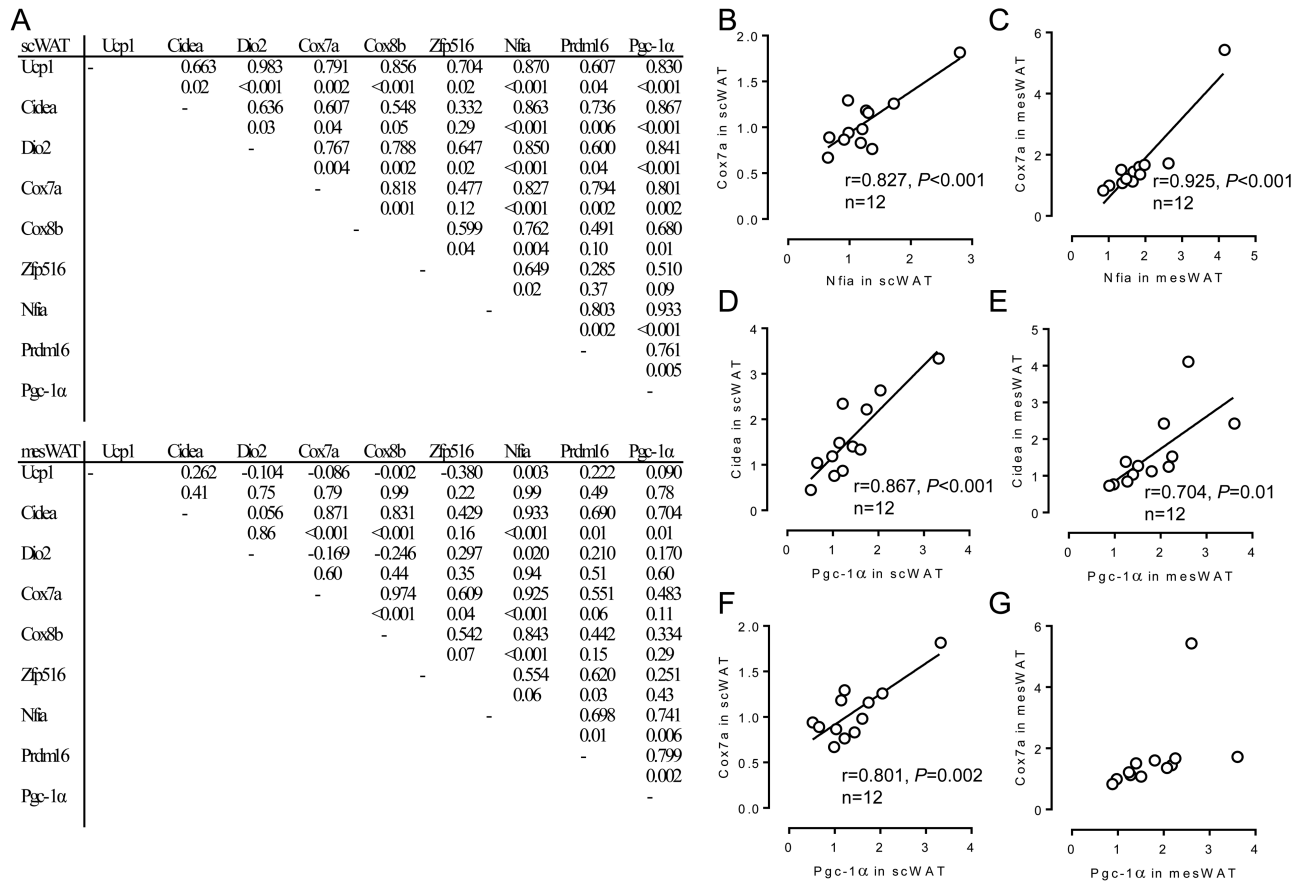 A
scWAT Ucp1 Cidea Dio2 Cox7a Cox8b Zfp516 Nfia Prdm16 Pgc-1α
Ucp1 - 0.663 0.983 0.791 0.856 0.704 0.870 0.607 0.830
0.02 <0.001 0.002 <0.001 0.02 <0.001 0.04 <0.001
Cidea - 0.636 0.607 0.548 0.332 0.863 0.736 0.867
0.03 0.04 0.05 0.29 <0.001 0.006 <0.001
Dio2 - 0.767 0.788 0.647 0.850 0.600 0.841
0.004 0.002 0.02 <0.001 0.04 <0.001
Cox7a - 0.818 0.477 0.827 0.794 0.801
0.001 0.12 <0.001 0.002 0.002
Cox8b - 0.599 0.762 0.491 0.680
0.04 0.004 0.10 0.01
Zfp516 - 0.649 0.285 0.510
0.02 0.37 0.09
Nfia - 0.803 0.933
0.002 <0.001
Prdm16 - 0.761
0.005
Pgc-1α -
mesWAT Ucp1 Cidea Dio2 Cox7a Cox8b Zfp516 Nfia Prdm16 Pgc-1α
Ucp1 - 0.262 -0.104 -0.086 -0.002 -0.380 0.003 0.222 0.090
0.41 0.75 0.79 0.99 0.22 0.99 0.49 0.78
Cidea - 0.056 0.871 0.831 0.429 0.933 0.690 0.704
0.86 <0.001 <0.001 0.16 <0.001 0.01 0.01
Dio2 - -0.169 -0.246 0.297 0.020 0.210 0.170
0.60 0.44 0.35 0.94 0.51 0.60
Cox7a - 0.974 0.609 0.925 0.551 0.483
<0.001 0.04 <0.001 0.06 0.11
Cox8b - 0.542 0.843 0.442 0.334
0.07 <0.001 0.15 0.29
Zfp516 - 0.554 0.620 0.251
0.06 0.03 0.43
Nfia - 0.698 0.741
0.01 0.006
Prdm16 - 0.799
0.002
Pgc-1α -
B
Cox7a in scWAT
2.0
1.5
1.0
0.5
0.0
r=0.827, P<0.001
n=12
0 1 2 3
Nfia in scWAT
C
Cox7a in mesWAT
6
4
2
0
r=0.925, P<0.001
n=12
0 1 2 3 4 5
Nfia in mesWAT
D
Cidea in scWAT
4
3
2
1
0
r=0.867, P<0.001
n=12
0 1 2 3 4
Pgc-1α in scWAT
E
Cidea in mesWAT
5
4
3
2
1
0
r=0.704, P=0.01
n=12
0 1 2 3 4
Pgc-1α in mesWAT
F
Cox7a in scWAT
2.0
1.5
1.0
0.5
0.0
r=0.801, P=0.002
n=12
0 1 2 3 4
Pgc-1α in scWAT
G
Cox7a in mesWAT
6
4
2
0
0 1 2 3 4
Pgc-1α in mesWAT